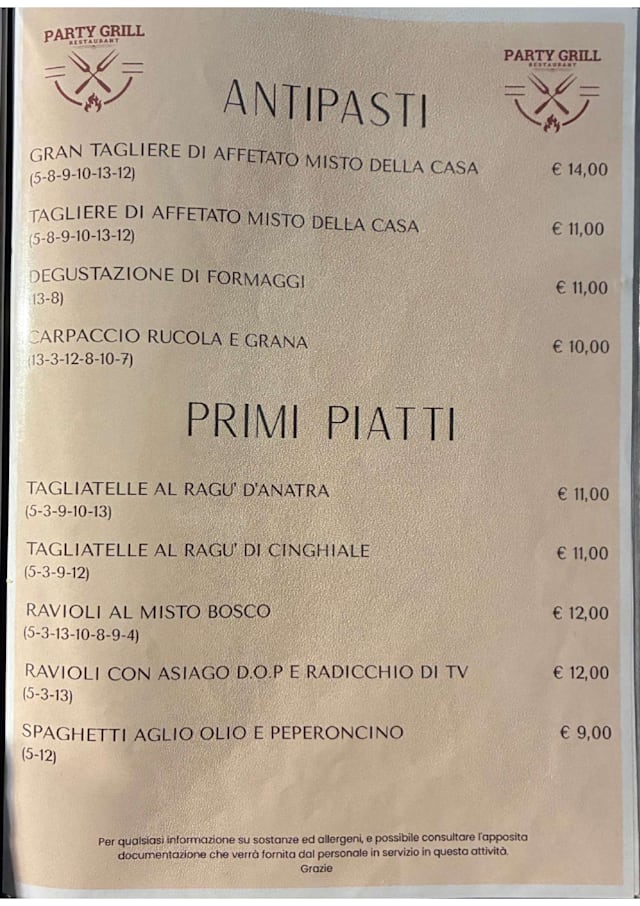 PARTY GRILL
RESTAURANT
PARTY GRILL
RESTAURANT
ANTIPASTI
GRAN TAGLIERE DI AFFETATO MISTO DELLA CASA € 14,00
(5-8-9-10-13-12)
TAGLIERE DI AFFETATO MISTO DELLA CASA € 11,00
(5-8-9-10-13-12)
DEGUSTAZIONE DI FORMAGGI € 11,00
(13-8)
CARPACCIO RUCOLA E GRANA € 10,00
(13-3-12-8-10-7)
PRIMI PIATTI
TAGLIATELLE AL RAGU' D'ANATRA € 11,00
(5-3-9-10-13)
TAGLIATELLE AL RAGU' DI CINGHIALE € 11,00
(5-3-9-12)
RAVIOLI AL MISTO BOSCO € 12,00
(5-3-13-10-8-9-4)
RAVIOLI CON ASIAGO D.O.P E RADICCHIO DI TV € 12,00
(5-3-13)
SPAGHETTI AGLIO OLIO E PEPERONCINO € 9,00
(5-12)
Per qualsiasi informazione su sostanze ed allergeni, e possibile consultare l'apposita
documentazione che verrà fornita dal personale in servizio in questa attività.
Grazie